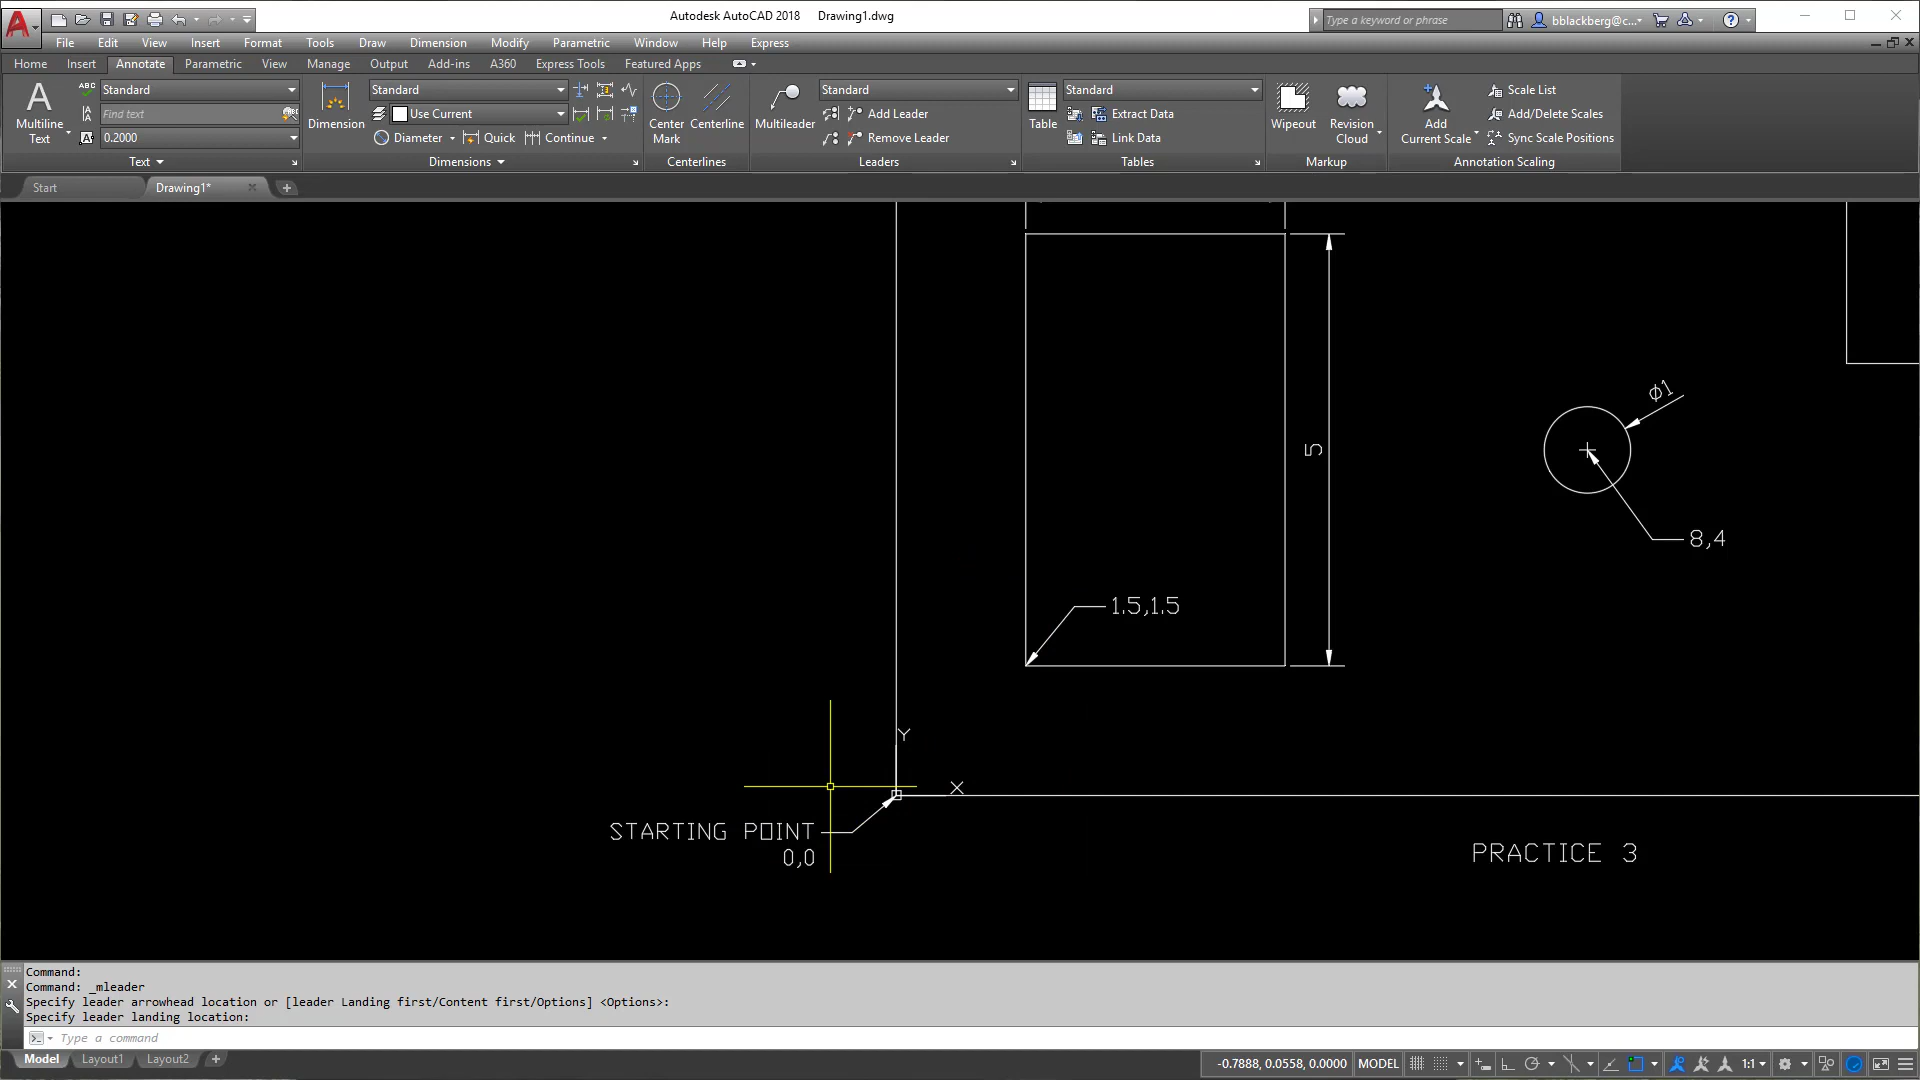 Autodesk AutoCAD 2018 Drawing1.dwg
Type a keyword or phrase
bblackberg@c...
File Edit View Insert Format Tools Draw Dimension Modify Parametric Window Help Express
Home Insert Annotate Parametric View Manage Output Add-ins A360 Express Tools Featured Apps
Multiline
Text
ABC
Standard
Find text
0.2000
Text
Dimension
Standard
Use Current
Diameter Quick Continue
Dimensions
Center
Mark
Centerline
Centerlines
Multileader
Standard
Add Leader
Remove Leader
Leaders
Table
Standard
Extract Data
Link Data
Tables
Wipeout
Revision
Cloud
Markup
Add
Current Scale
Scale List
Add/Delete Scales
Sync Scale Positions
Annotation Scaling
Start
Drawing1*
5
ø1
8,4
1.5,1.5
Y
X
STARTING POINT
0,0
PRACTICE 3
Command:
Command: _mleader
Specify leader arrowhead location or [leader Landing first/Content first/Options] <Options>:
Specify leader landing location:
Type a command
Model Layout1 Layout2
-0.7888, 0.0558, 0.0000 MODEL 1:1